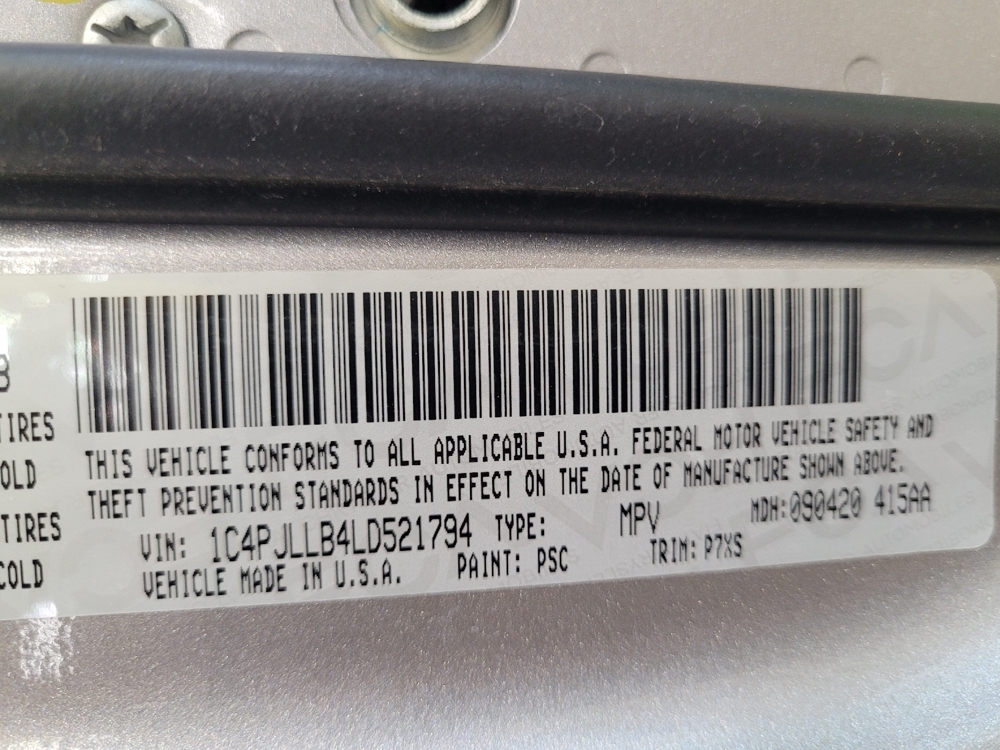 B
TIRES
OLD
TIRES
COLD
THIS VEHICLE CONFORMS TO ALL APPLICABLE U.S.A. FEDERAL MOTOR VEHICLE SAFETY AND
THEFT PREVENTION STANDARDS IN EFFECT ON THE DATE OF MANUFACTURE SHOWN ABOVE.
VIN: 1C4PJLLB4LD521794 TYPE: MPV MDH:090420 415AA
VEHICLE MADE IN U.S.A. PAINT: PSC TRIM: P7XS